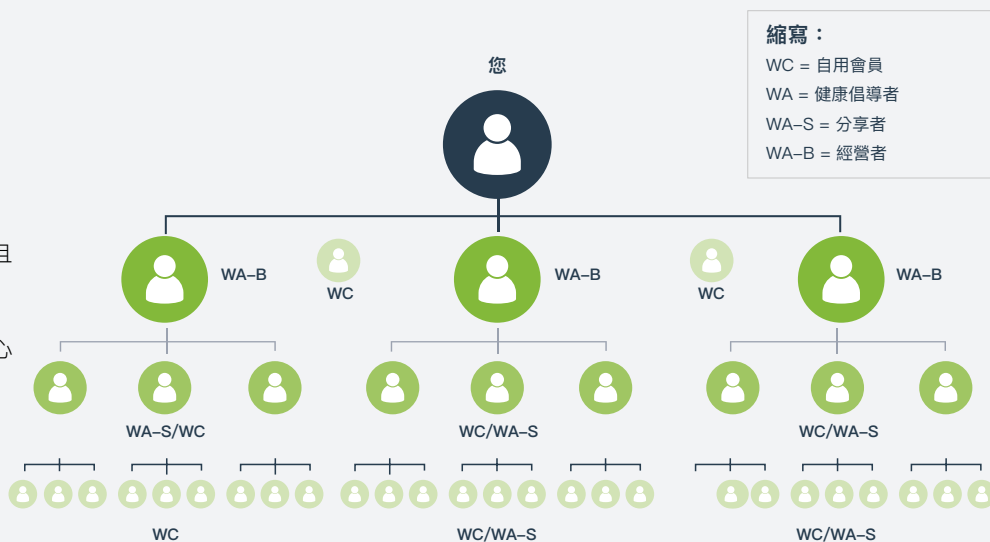 縮寫：
WC = 自用會員
WA = 健康倡導者
WA–S = 分享者
WA–B = 經營者
您
且
心
WA–B
WC
WA–B
WC
WA–B
WA–S/WC
WC/WA–S
WC/WA–S
WC
WC/WA–S
WC/WA–S